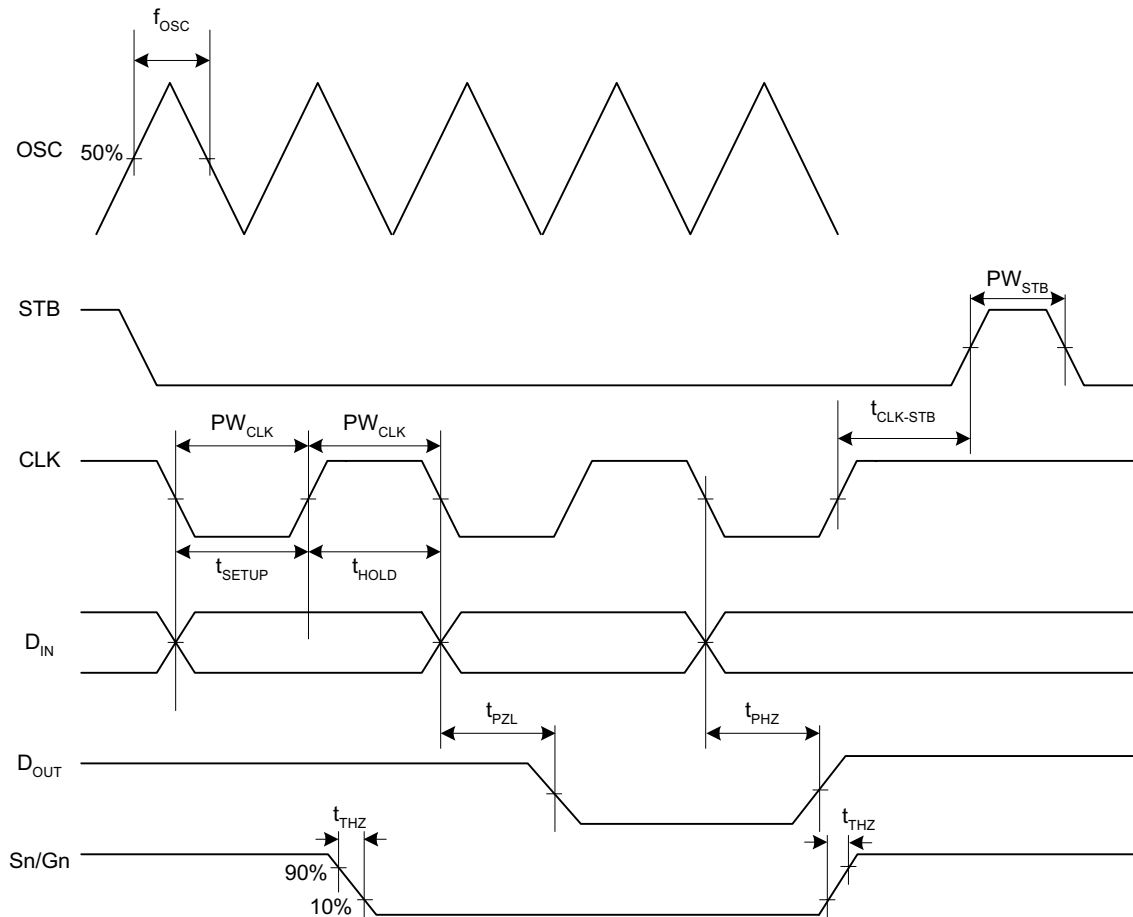 fOSC
OSC
50%
STB
PWSTB
PWCLK
PWCLK
tCLK-STB
CLK
tSETUP
tHOLD
DIN
tPZL
tPHZ
DOUT
tTHZ
tTHZ
Sn/Gn
90%
10%